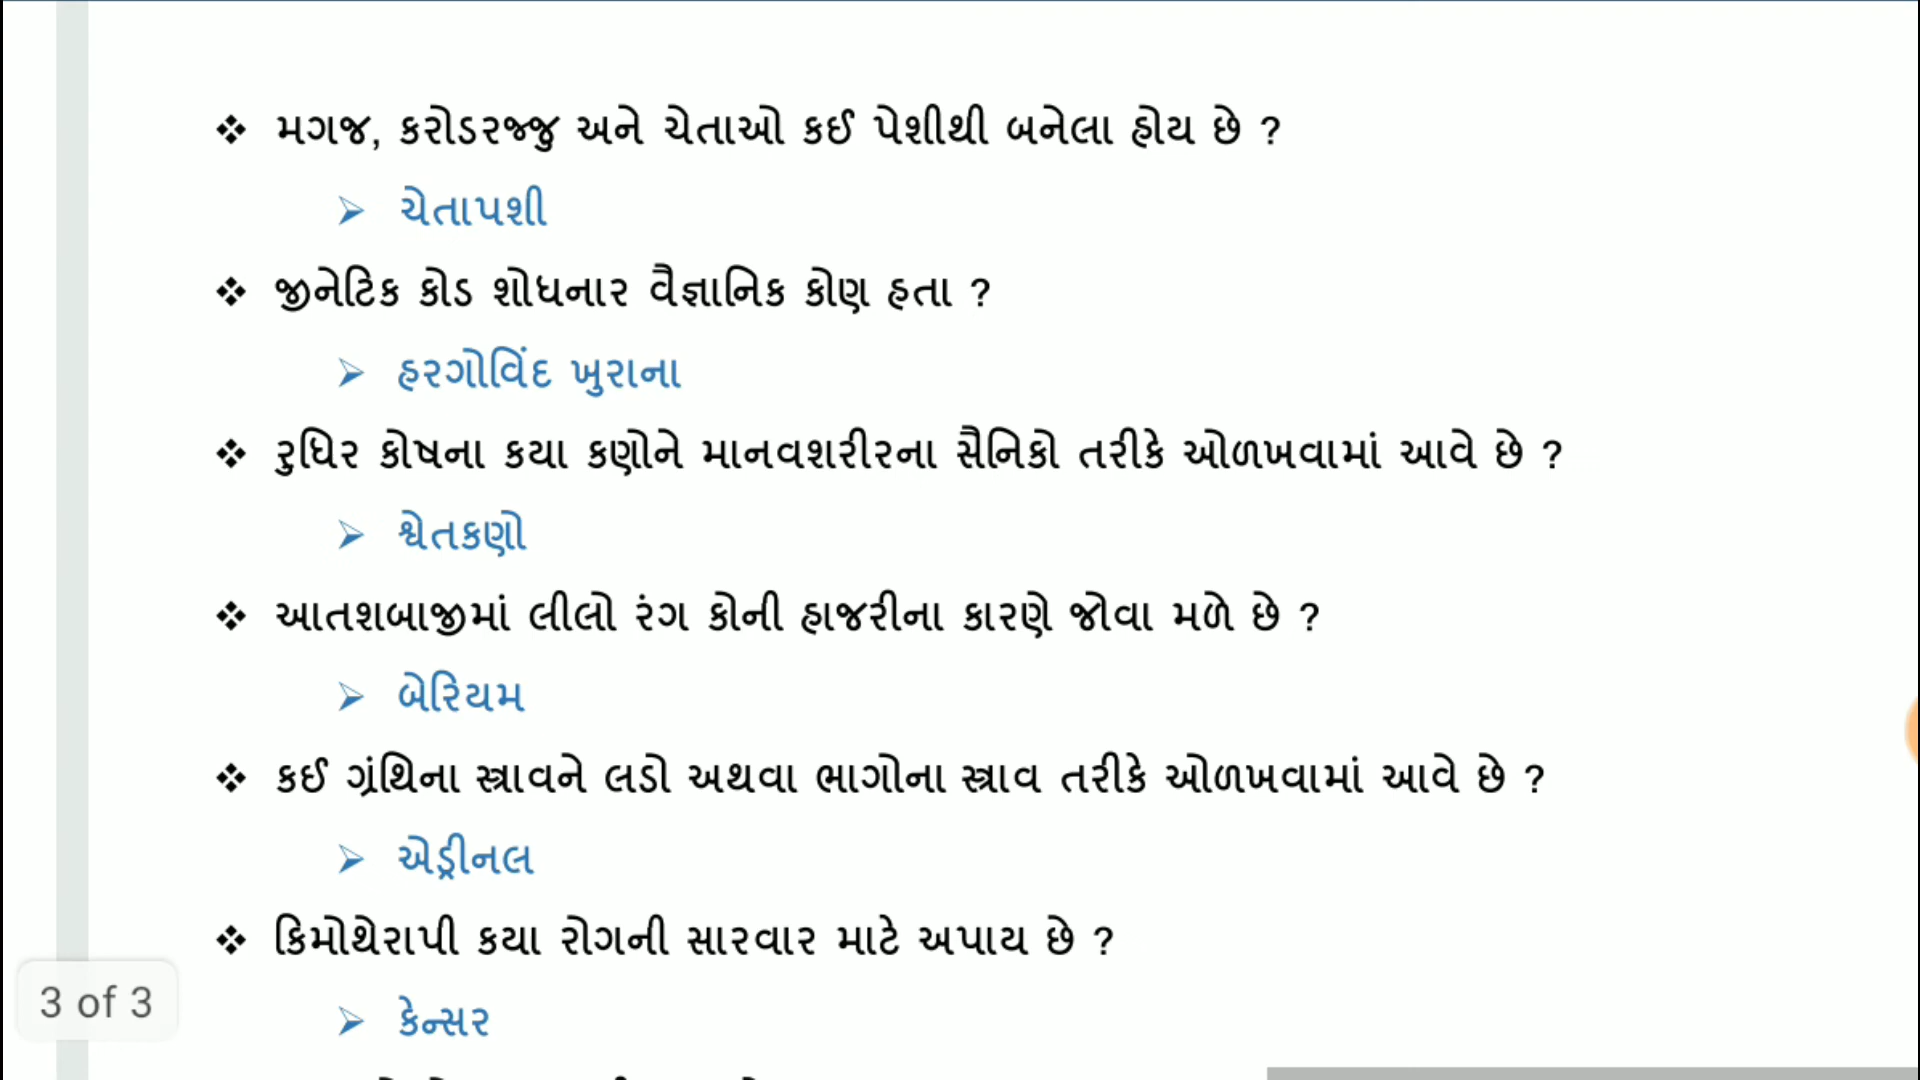 ❖ મગજ, કરોડરજ્જુ અને ચેતાઓ કઈ પેશીથી બનેલા હોય છે ?
➢ ચેતાપશી
❖ જીનેટિક કોડ શોધનાર વૈજ્ઞાનિક કોણ હતા ?
➢ હરગોવિંદ ખુરાના
❖ રુધિર કોષના કયા કણોને માનવશરીરના સૈનિકો તરીકે ઓળખવામાં આવે છે ?
➢ શ્વેતકણો
❖ આતશબાજીમાં લીલો રંગ કોની હાજરીના કારણે જોવા મળે છે ?
➢ બેરિયમ
❖ કઈ ગ્રંથિના સ્ત્રાવને લડો અથવા ભાગોના સ્ત્રાવ તરીકે ઓળખવામાં આવે છે ?
➢ એડ્રીનલ
❖ કિમોથેરાપી કયા રોગની સારવાર માટે અપાય છે ?
➢ કેન્સર
3 of 3